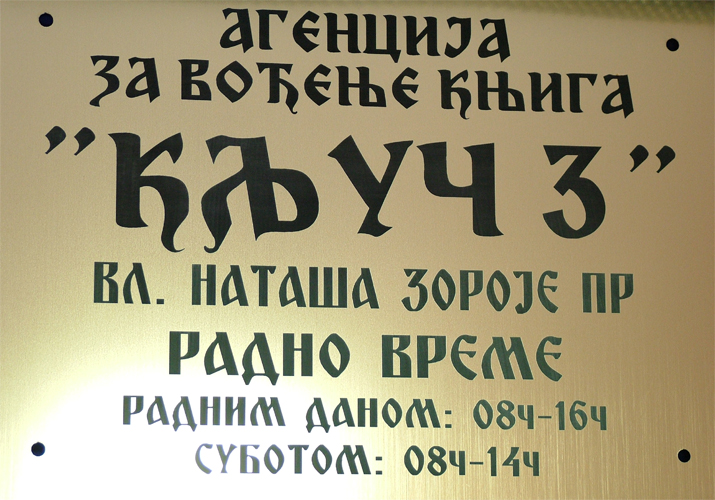 АГЕНЦИЈА
ЗА ВОЂЕЊЕ КЊИГА
"КЉУЧ 3"
ВЛ. НАТАША ЗОРОЈЕ ПР
РАДНО ВРЕМЕ
РАДНИМ ДАНОМ: 08Ч-16Ч
СУБОТОМ: 08Ч-14Ч